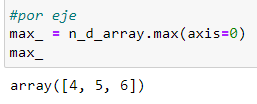 #por eje
max_ = n_d_array.max(axis=0)
max_
array([4, 5, 6])